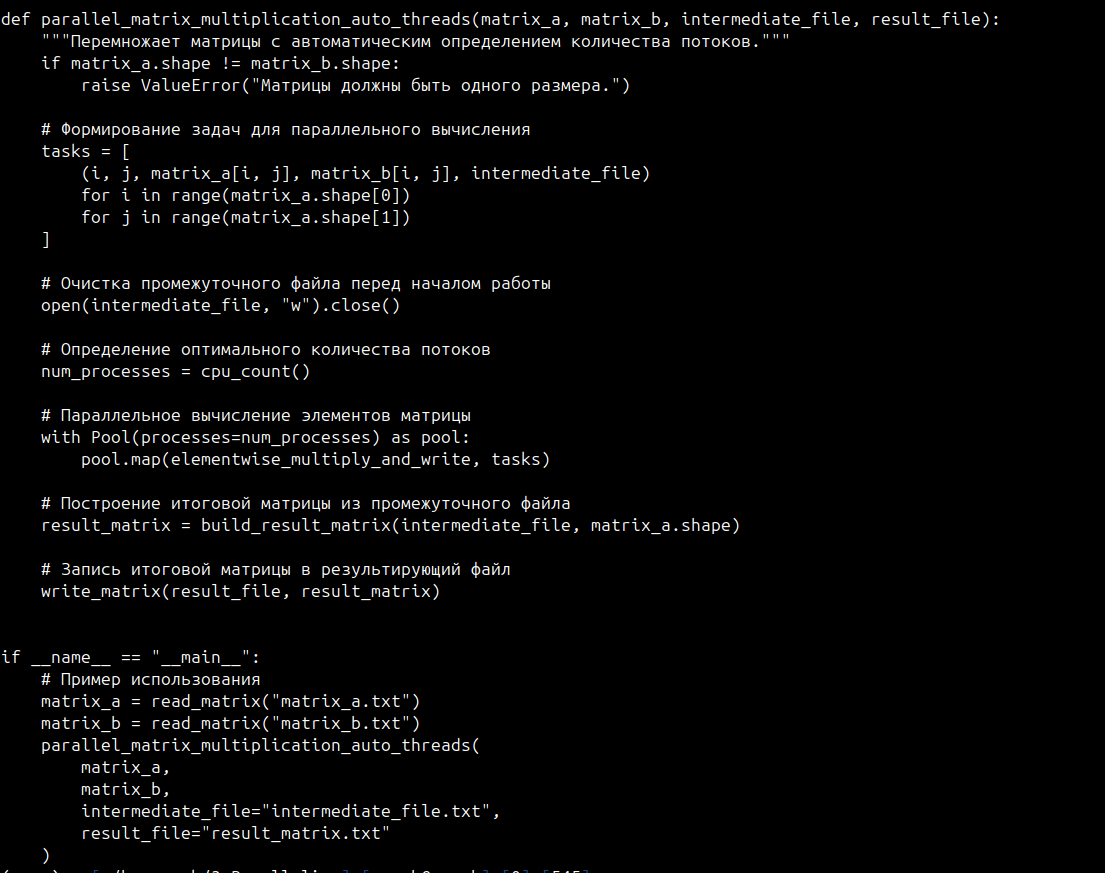 def parallel_matrix_multiplication_auto_threads(matrix_a, matrix_b, intermediate_file, result_file):
    """Перемножает матрицы с автоматическим определением количества потоков."""
    if matrix_a.shape != matrix_b.shape:
        raise ValueError("Матрицы должны быть одного размера.")

    # Формирование задач для параллельного вычисления
    tasks = [
        (i, j, matrix_a[i, j], matrix_b[i, j], intermediate_file)
        for i in range(matrix_a.shape[0])
        for j in range(matrix_a.shape[1])
    ]

    # Очистка промежуточного файла перед началом работы
    open(intermediate_file, "w").close()

    # Определение оптимального количества потоков
    num_processes = cpu_count()

    # Параллельное вычисление элементов матрицы
    with Pool(processes=num_processes) as pool:
        pool.map(elementwise_multiply_and_write, tasks)

    # Построение итоговой матрицы из промежуточного файла
    result_matrix = build_result_matrix(intermediate_file, matrix_a.shape)

    # Запись итоговой матрицы в результирующий файл
    write_matrix(result_file, result_matrix)


if __name__ == "__main__":
    # Пример использования
    matrix_a = read_matrix("matrix_a.txt")
    matrix_b = read_matrix("matrix_b.txt")
    parallel_matrix_multiplication_auto_threads(
        matrix_a,
        matrix_b,
        intermediate_file="intermediate_file.txt",
        result_file="result_matrix.txt"
    )